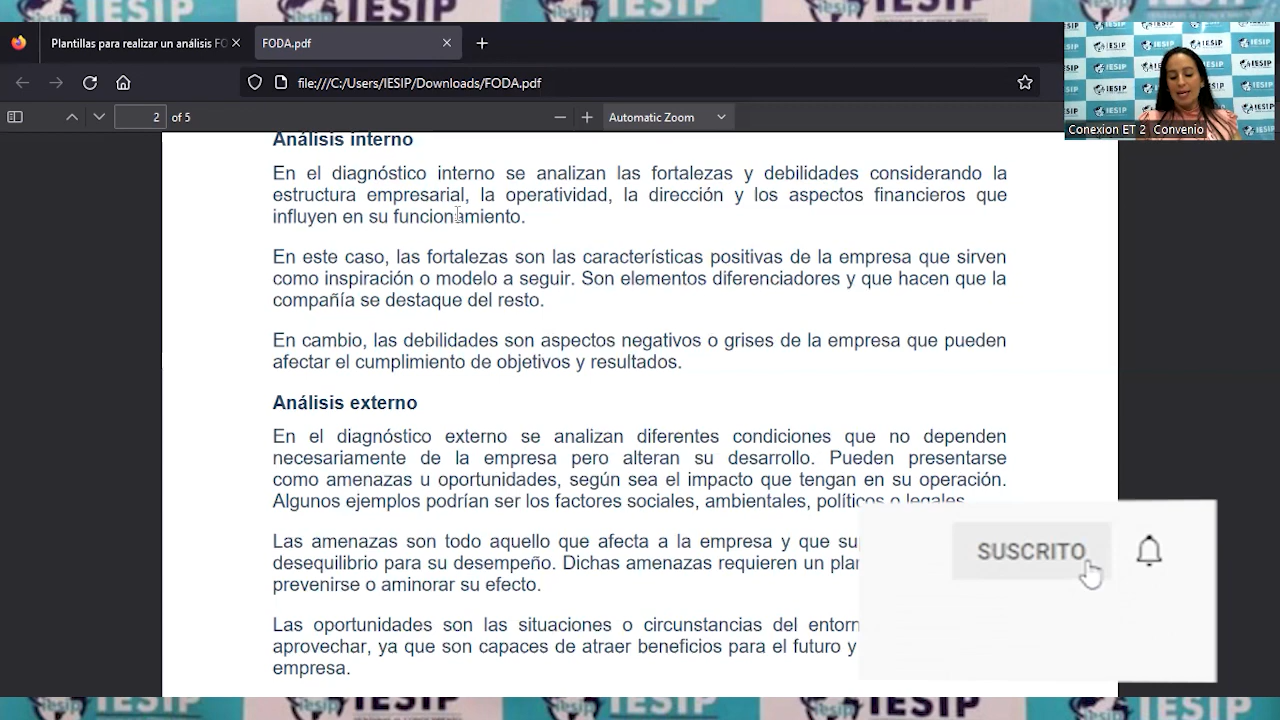 Plantillas para realizar un análisis FO
FODA.pdf
file:///C:/Users/IESIP/Downloads/FODA.pdf
2 of 5
Automatic Zoom
Conexion ET 2 Convenio
Análisis interno
En el diagnóstico interno se analizan las fortalezas y debilidades considerando la
estructura empresarial, la operatividad, la dirección y los aspectos financieros que
influyen en su funcionamiento.
En este caso, las fortalezas son las características positivas de la empresa que sirven
como inspiración o modelo a seguir. Son elementos diferenciadores y que hacen que la
compañía se destaque del resto.
En cambio, las debilidades son aspectos negativos o grises de la empresa que pueden
afectar el cumplimiento de objetivos y resultados.
Análisis externo
En el diagnóstico externo se analizan diferentes condiciones que no dependen
necesariamente de la empresa pero alteran su desarrollo. Pueden presentarse
como amenazas u oportunidades, según sea el impacto que tengan en su operación.
Algunos ejemplos podrían ser los factores sociales, ambientales, políticos o legales
Las amenazas son todo aquello que afecta a la empresa y que su
desequilibrio para su desempeño. Dichas amenazas requieren un plan
prevenirse o aminorar su efecto.
Las oportunidades son las situaciones o circunstancias del entorn
aprovechar, ya que son capaces de atraer beneficios para el futuro y
empresa.
SUSCRITO
IESIP